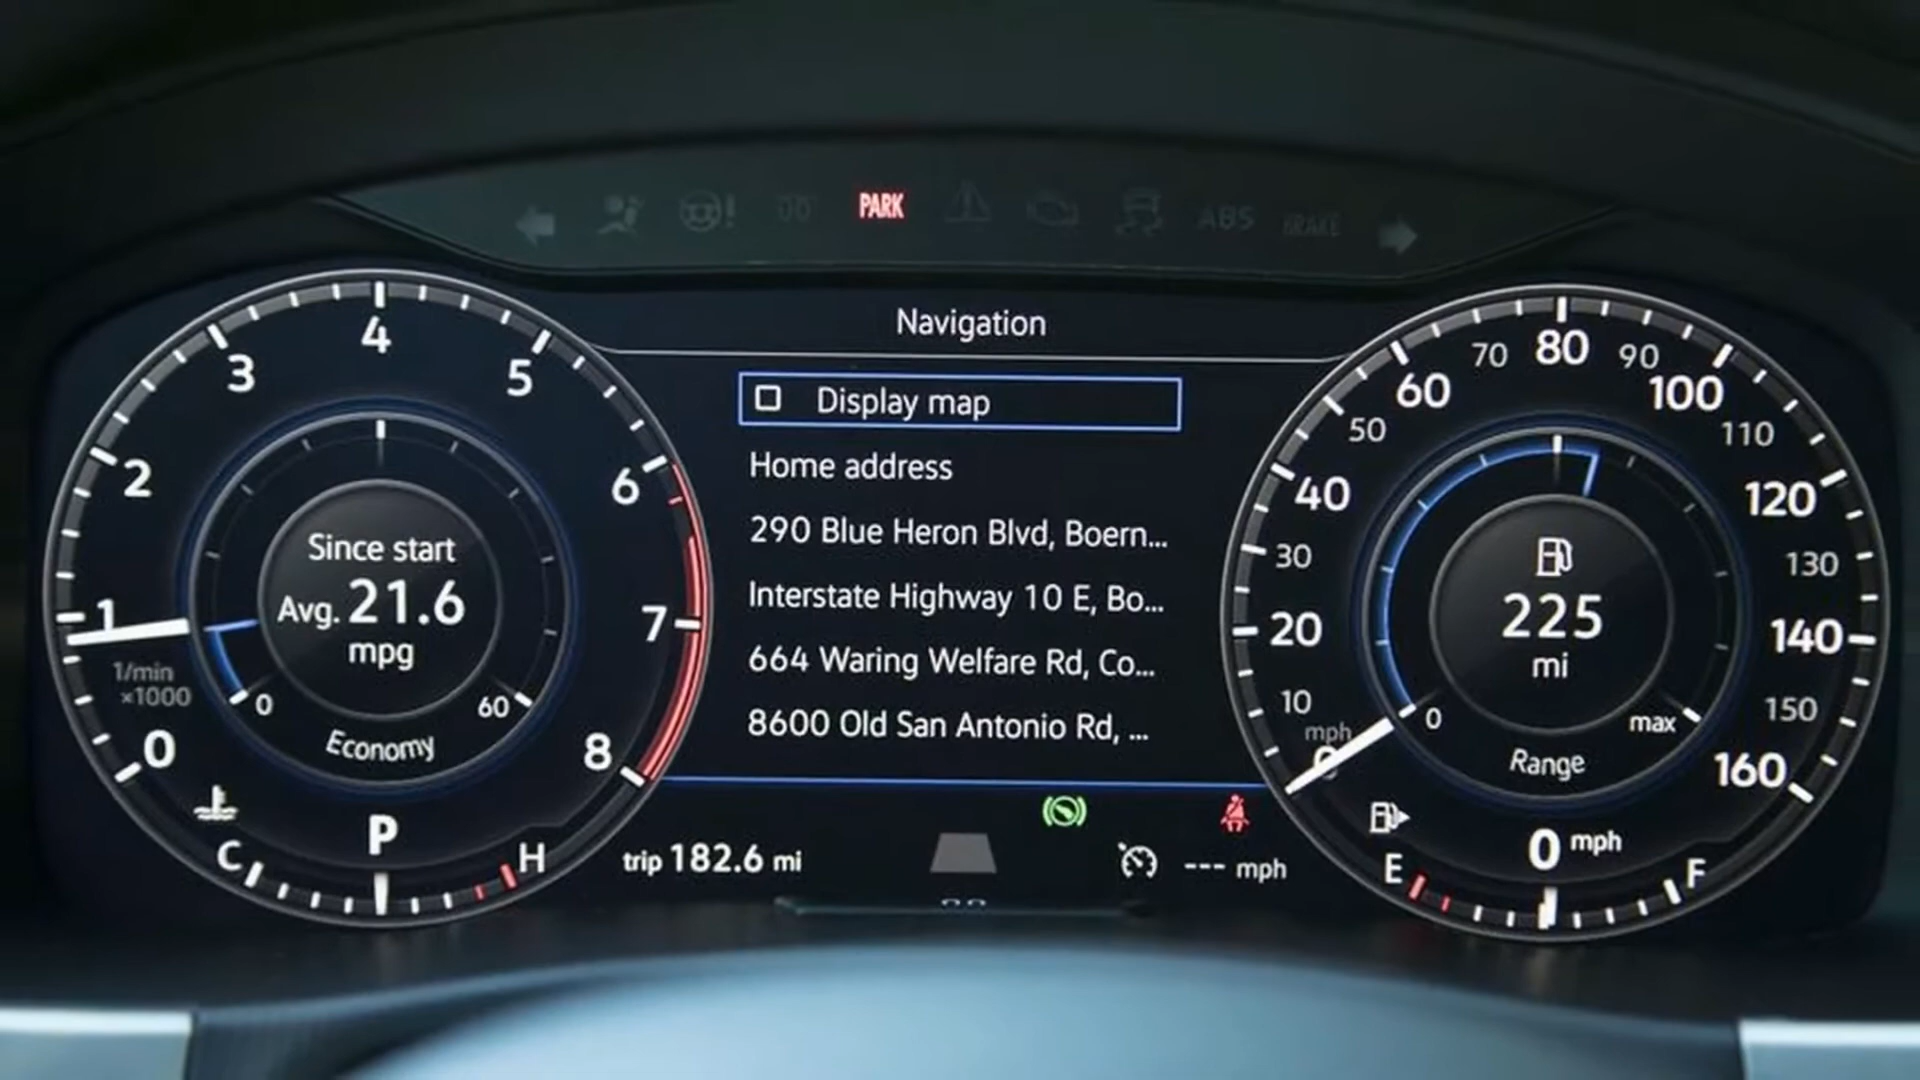 PARK
ABS
BRAKE
Navigation
Display map
Home address
290 Blue Heron Blvd, Boern...
Interstate Highway 10 E, Bo...
664 Waring Welfare Rd, Co...
8600 Old San Antonio Rd, ...
0
1
2
3
4
5
6
7
8
1/min
×1000
Since start
Avg. 21.6
mpg
0
60
Economy
P
C
H
trip 182.6 mi
--- mph
0
10
20
30
40
50
60
70
80
90
100
110
120
130
140
150
160
mph
225
mi
0
max
Range
0 mph
E
F